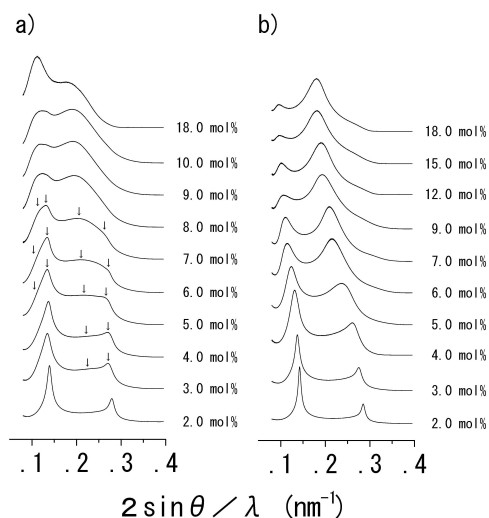 a)
18.0 mol%
10.0 mol%
9.0 mol%
8.0 mol%
7.0 mol%
6.0 mol%
5.0 mol%
4.0 mol%
3.0 mol%
2.0 mol%
.1 .2 .3 .4
b)
18.0 mol%
15.0 mol%
12.0 mol%
9.0 mol%
7.0 mol%
6.0 mol%
5.0 mol%
4.0 mol%
3.0 mol%
2.0 mol%
.1 .2 .3 .4
2sinθ/λ (nm⁻¹)